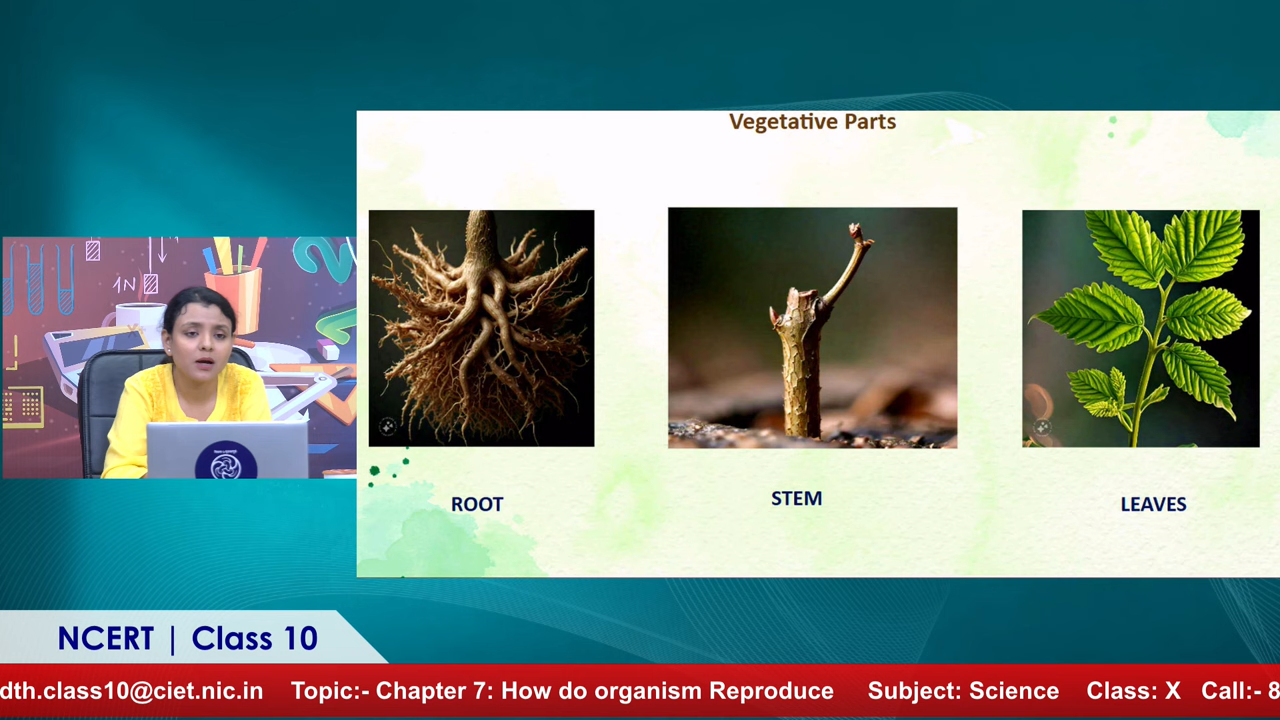 Vegetative Parts
1N
ROOT
STEM
LEAVES
NCERT | Class 10
dth.class10@ciet.nic.in Topic:- Chapter 7: How do organism Reproduce Subject: Science Class: X Call:- 8